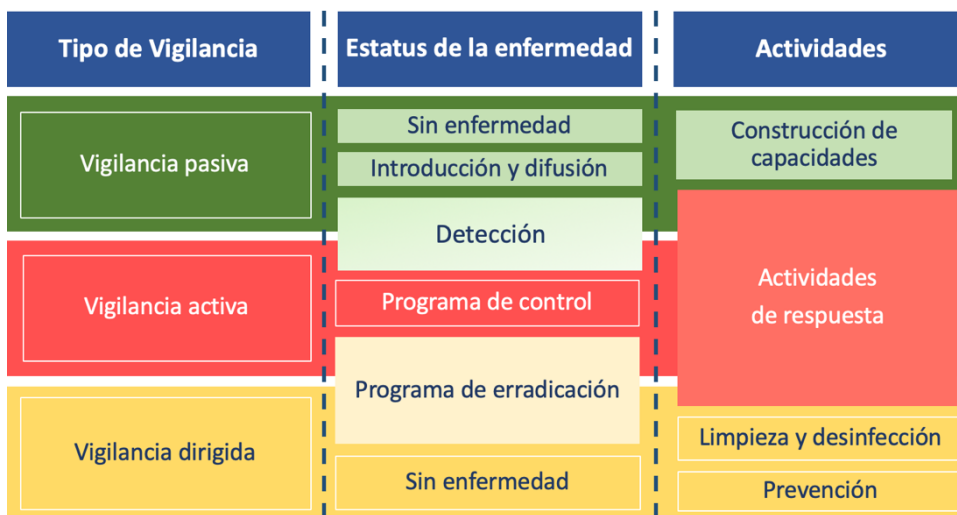 Tipo de Vigilancia
Estatus de la enfermedad
Actividades
Vigilancia pasiva
Sin enfermedad
Introducción y difusión
Detección
Construcción de
capacidades
Vigilancia activa
Programa de control
Actividades
de respuesta
Programa de erradicación
Vigilancia dirigida
Sin enfermedad
Limpieza y desinfección
Prevención